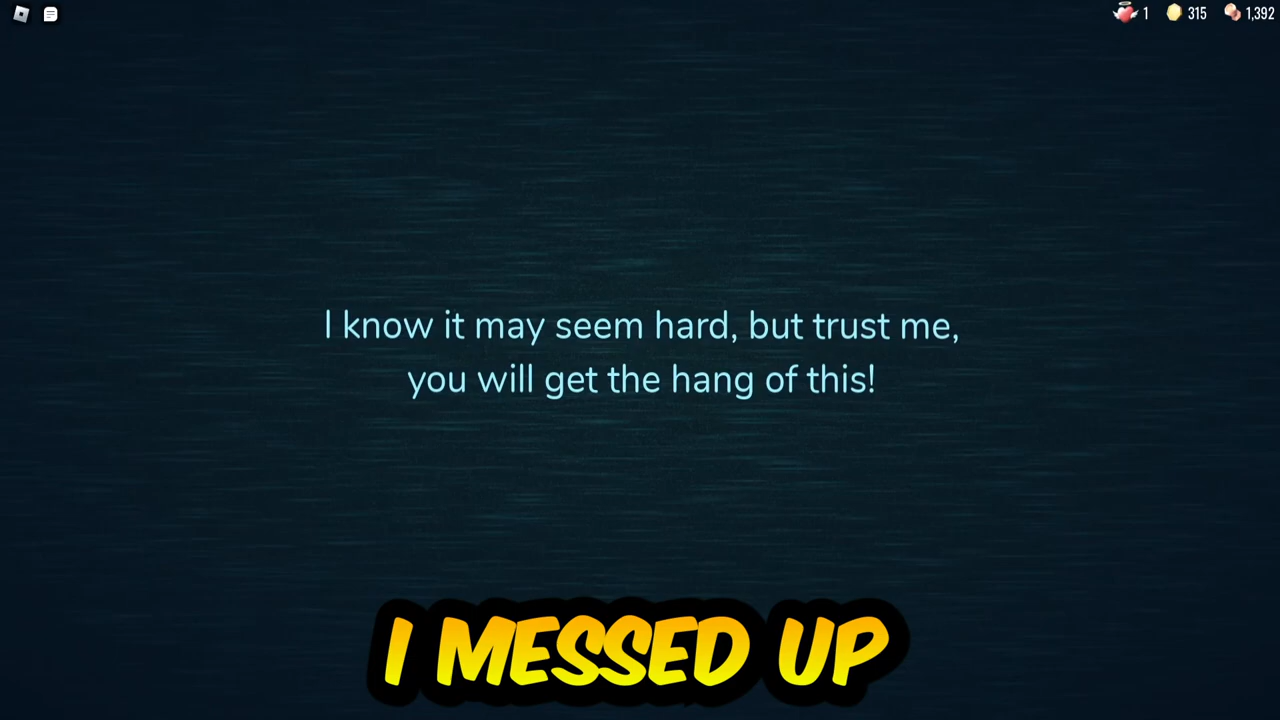 1 315 1,392
I know it may seem hard, but trust me,
you will get the hang of this!
I MESSED UP